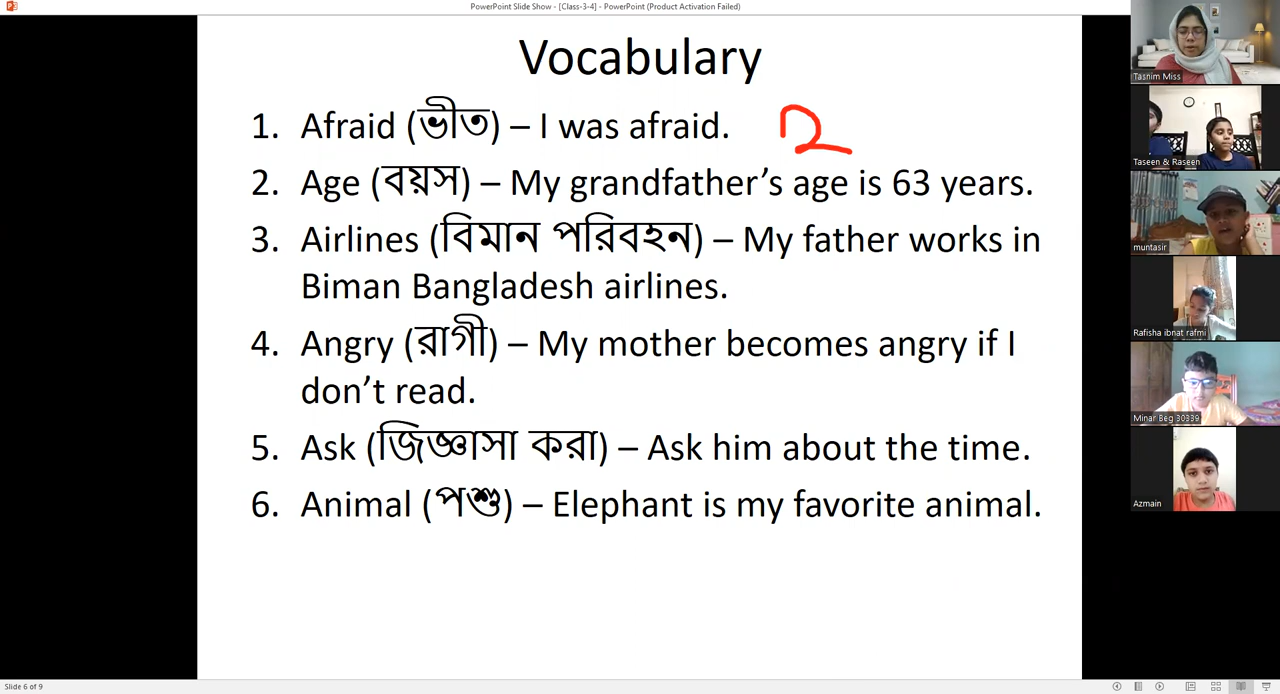 PowerPoint Slide Show - [Class-3-4] - PowerPoint (Product Activation Failed)
Vocabulary
1. Afraid (ভীত) – I was afraid. ২
2. Age (বয়স) – My grandfather’s age is 63 years.
3. Airlines (বিমান পরিবহন) – My father works in
Biman Bangladesh airlines.
4. Angry (রাগী) – My mother becomes angry if I
don’t read.
5. Ask (জিজ্ঞাসা করা) – Ask him about the time.
6. Animal (পশু) – Elephant is my favorite animal.
Tasnim Miss
Taseen & Raseen
muntasir
Rafisha ibnat rafmi
Minar Beg 30339
Azmain
Slide 6 of 9